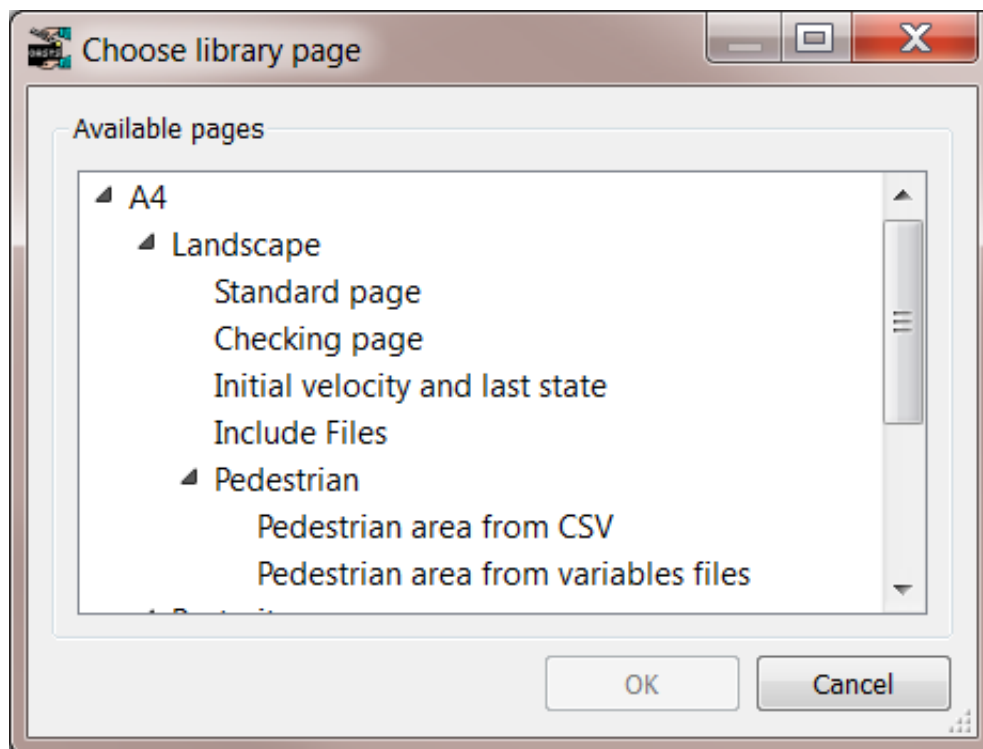 Choose library page
Available pages
A4
Landscape
Standard page
Checking page
Initial velocity and last state
Include Files
Pedestrian
Pedestrian area from CSV
Pedestrian area from variables files
OK
Cancel